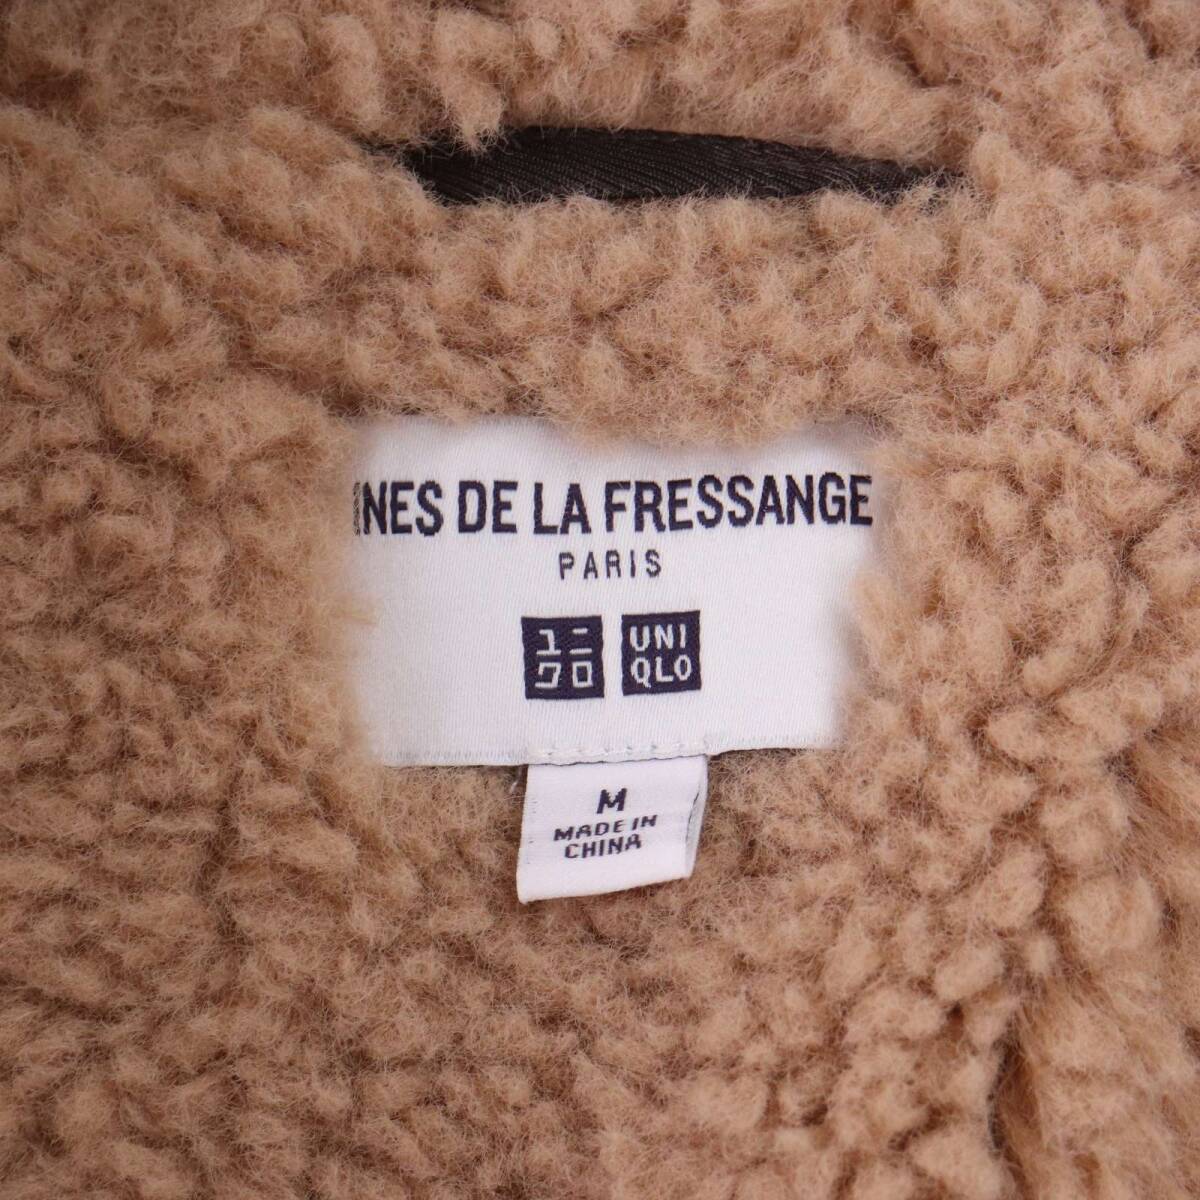 INES DE LA FRESSANGE
PARIS
ユニ UNI
クロ QLO
M
MADE IN
CHINA